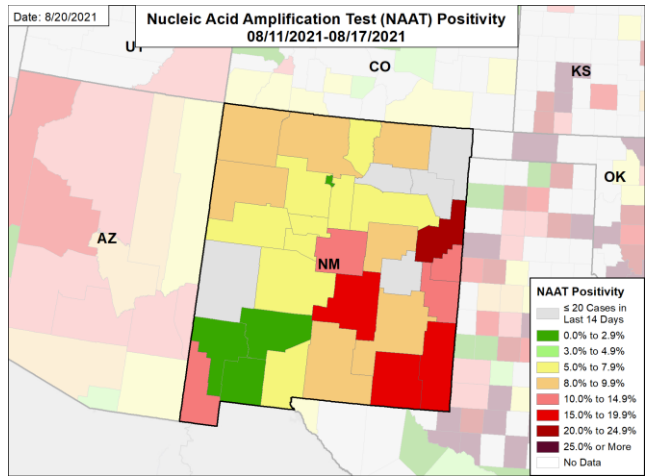 Date: 8/20/2021
Nucleic Acid Amplification Test (NAAT) Positivity
08/11/2021-08/17/2021
UT
CO
KS
OK
AZ
NM
NAAT Positivity
≤ 20 Cases in
Last 14 Days
0.0% to 2.9%
3.0% to 4.9%
5.0% to 7.9%
8.0% to 9.9%
10.0% to 14.9%
15.0% to 19.9%
20.0% to 24.9%
25.0% or More
No Data